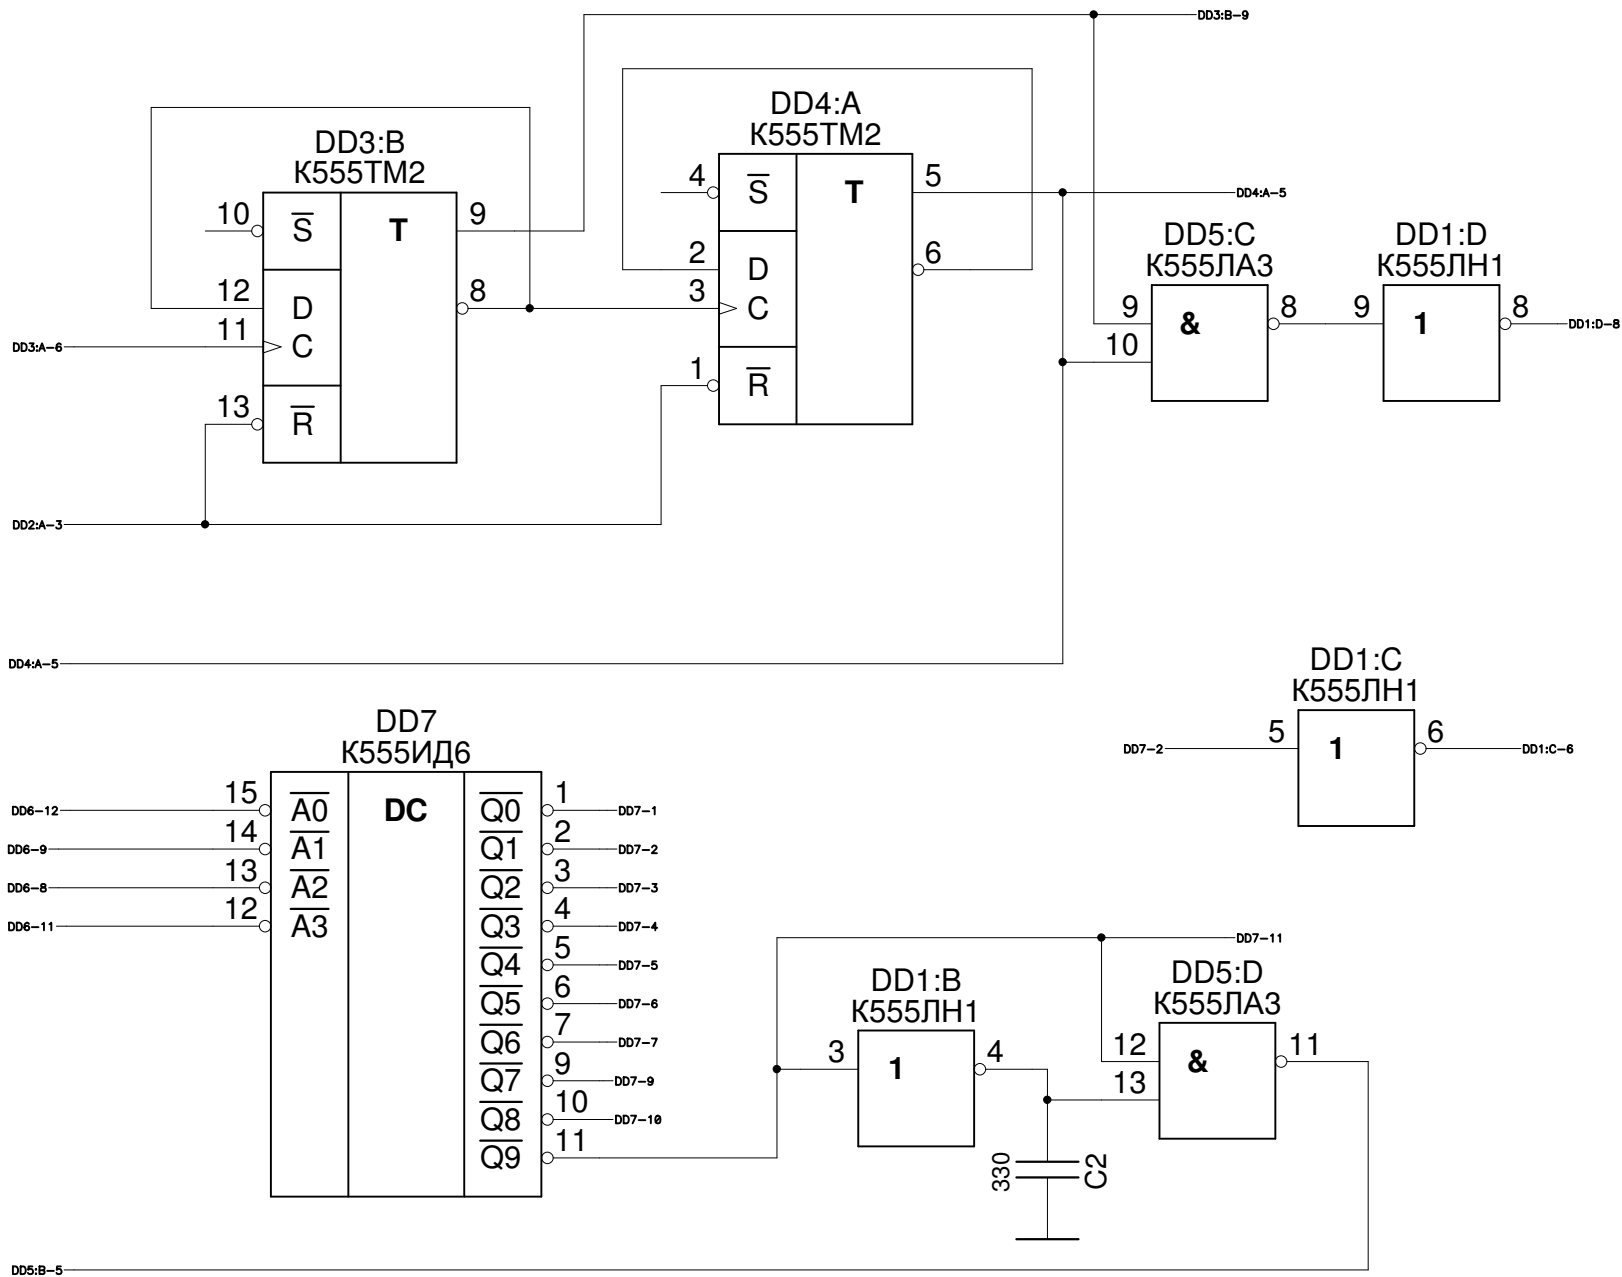 DD3:B-9
DD4:A
К555ТМ2
DD3:B
К555ТМ2
4 S T 5
DD4:A-5
10 S T 9
DD5:C
К555ЛА3
DD1:D
К555ЛН1
2 D 6
12 D 8
3 C
9 & 8
9 1 8
DD1:D-8
DD3:A-6
11 C
10
1 R
13 R
DD2:A-3
DD4:A-5
DD1:C
К555ЛН1
DD7
К555ИД6
DD7-2
5 1 6
DD1:C-6
DD6-12 15 A0 DC Q0 1 DD7-1
DD6-9 14 A1 Q1 2 DD7-2
DD6-8 13 A2 Q2 3 DD7-3
DD6-11 12 A3 Q3 4 DD7-4
Q4 5 DD7-5
Q5 6 DD7-6
Q6 7 DD7-7
Q7 9 DD7-9
Q8 10 DD7-10
Q9 11
DD7-11
DD1:B
К555ЛН1
DD5:D
К555ЛА3
3 1 4
12 & 11
13
330 C2
DD5:B-5